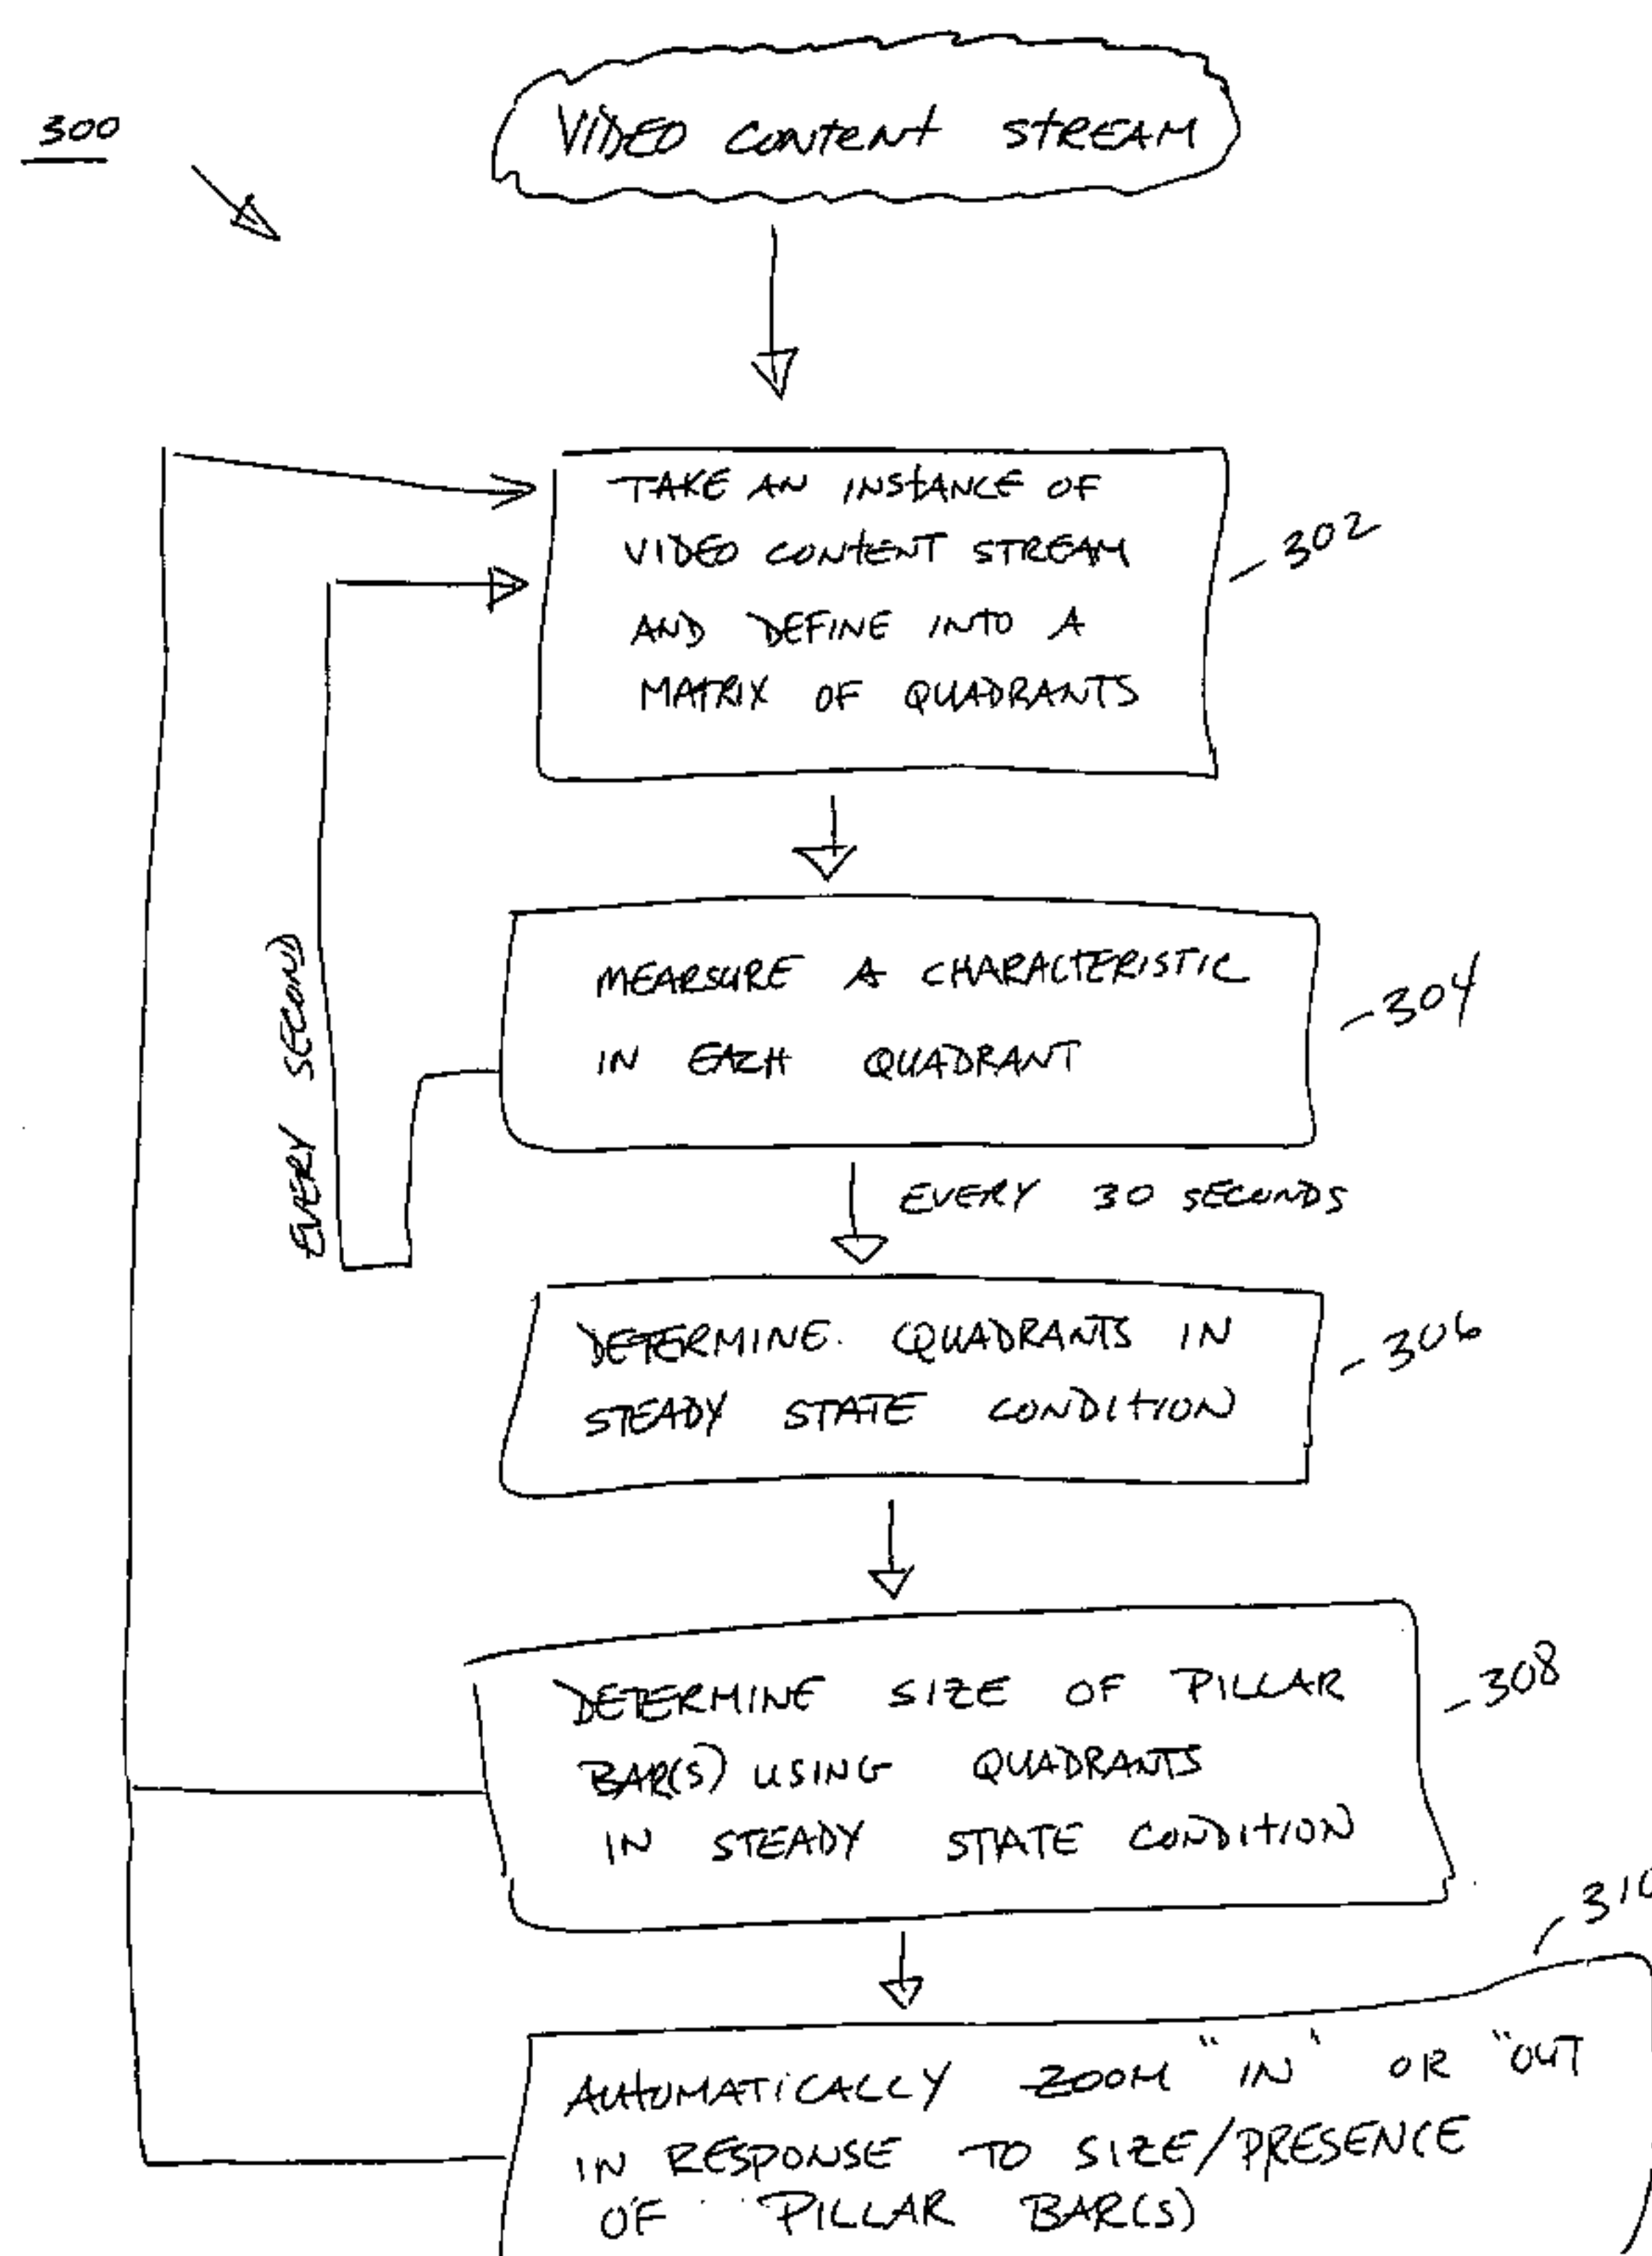 300
VIDEO CONTENT STREAM
TAKE AN INSTANCE OF
VIDEO CONTENT STREAM
AND DEFINE INTO A
MATRIX OF QUADRANTS
302
MEARSURE A CHARACTERISTIC
IN EACH QUADRANT
304
EVERY SECOND
EVERY 30 SECONDS
DETERMINE. QUADRANTS IN
STEADY STATE CONDITION
306
DETERMINE SIZE OF PILLAR
BAR(S) USING QUADRANTS
IN STEADY STATE CONDITION
308
310
AUTOMATICALLY ZOOM "IN" OR "OUT
IN RESPONSE TO SIZE/PRESENCE
OF PILLAR BAR(S)